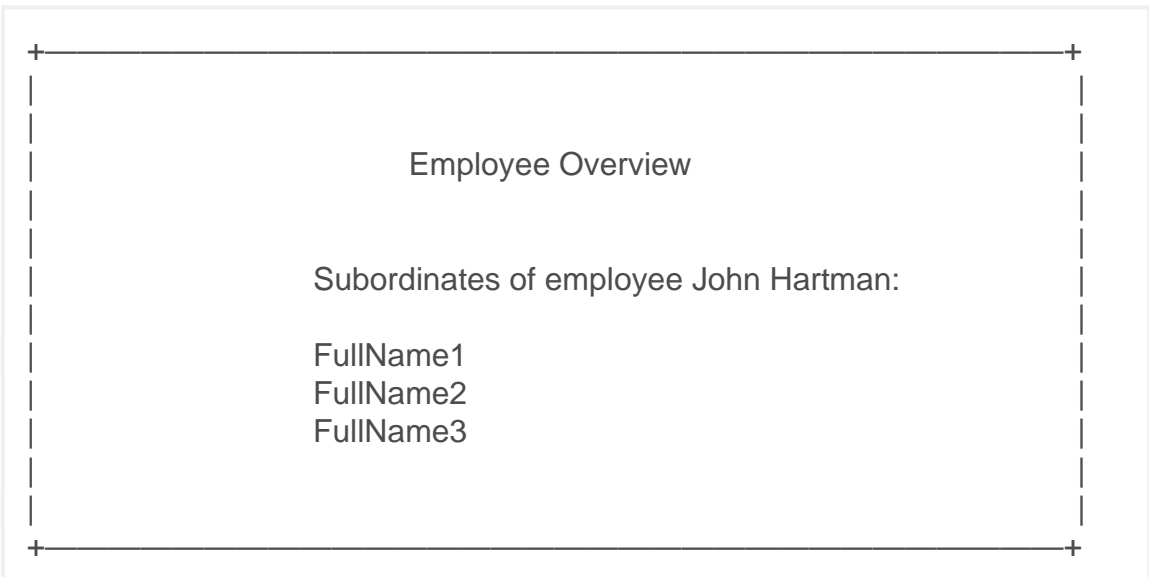 +————————————————————————————————+
|                                                                 |
|                                                                 |
|                       Employee Overview                         |
|                                                                 |
|                                                                 |
|                 Subordinates of employee John Hartman:          |
|                                                                 |
|                 FullName1                                       |
|                 FullName2                                       |
|                 FullName3                                       |
|                                                                 |
|                                                                 |
+————————————————————————————————+